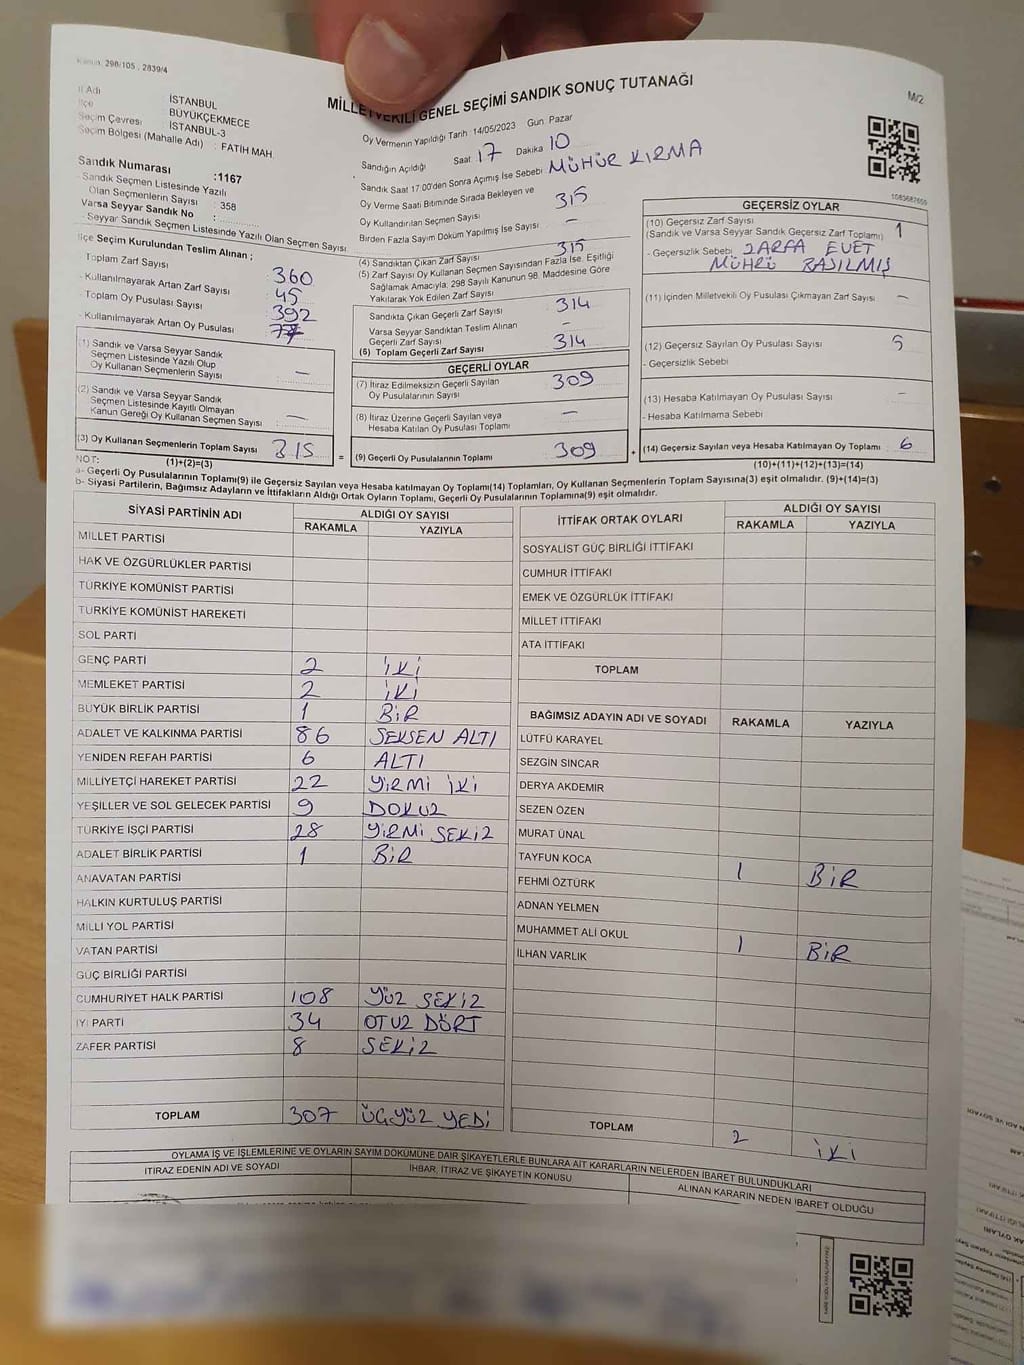 Kanun: 298/105, 2839/4
MİLLETVEKİLİ GENEL SEÇİMİ SANDIK SONUÇ TUTANAĞI
M/2
İl Adı : İSTANBUL
İlçe : BÜYÜKÇEKMECE
Seçim Çevresi : İSTANBUL-3
Seçim Bölgesi (Mahalle Adı) : FATİH MAH.
Sandık Numarası :1167
- Sandık Seçmen Listesinde Yazılı
Olan Seçmenlerin Sayısı : 358
Varsa Seyyar Sandık No :
- Seyyar Sandık Seçmen Listesinde Yazılı Olan Seçmen Sayısı
İlçe Seçim Kurulundan Teslim Alınan ;
- Toplam Zarf Sayısı 360
- Kullanılmayarak Artan Zarf Sayısı 45
- Toplam Oy Pusulası Sayısı 392
- Kullanılmayarak Artan Oy Pusulası 77
(1) Sandık ve Varsa Seyyar Sandık
Seçmen Listesinde Yazılı Olup
Oy Kullanan Seçmenlerin Sayısı : —
(2) Sandık ve Varsa Seyyar Sandık
Seçmen Listesinde Kayıtlı Olmayan
Kanun Gereği Oy Kullanan Seçmen Sayısı : —
(3) Oy Kullanan Seçmenlerin Toplam Sayısı 315
(1)+(2)=(3)
Oy Vermenin Yapıldığı Tarih : 14/05/2023 Gün: Pazar
Sandığın Açıldığı Saat 17 Dakika 10
Sandık Saat 17.00'den Sonra Açılmış İse Sebebi MÜHÜR KIRMA
Oy Verme Saati Bitiminde Sırada Bekleyen ve
Oy Kullandırılan Seçmen Sayısı 315
Birden Fazla Sayım Döküm Yapılmış İse Sayısı —
(4) Sandıktan Çıkan Zarf Sayısı 315
(5) Zarf Sayısı Oy Kullanan Seçmen Sayısından Fazla İse, Eşitliği
Sağlamak Amacıyla; 298 Sayılı Kanunun 98. Maddesine Göre
Yakılarak Yok Edilen Zarf Sayısı
Sandıkta Çıkan Geçerli Zarf Sayısı 314
Varsa Seyyar Sandıktan Teslim Alınan
Geçerli Zarf Sayısı —
(6) Toplam Geçerli Zarf Sayısı 314
GEÇERLİ OYLAR
(7) İtiraz Edilmeksizin Geçerli Sayılan
Oy Pusulalarının Sayısı 309
(8) İtiraz Üzerine Geçerli Sayılan veya
Hesaba Katılan Oy Pusulası Toplamı —
= (9) Geçerli Oy Pusulalarının Toplamı 309 +
1083687855
GEÇERSİZ OYLAR
(10) Geçersiz Zarf Sayısı 1
(Sandık ve Varsa Seyyar Sandık Geçersiz Zarf Toplamı)
- Geçersizlik Sebebi ZARFA EVET
MÜHRÜ BASILMIŞ
(11) İçinden Milletvekili Oy Pusulası Çıkmayan Zarf Sayısı : —
(12) Geçersiz Sayılan Oy Pusulası Sayısı 5
- Geçersizlik Sebebi
(13) Hesaba Katılmayan Oy Pusulası Sayısı —
- Hesaba Katılmama Sebebi
(14) Geçersiz Sayılan veya Hesaba Katılmayan Oy Toplamı 6
(10)+(11)+(12)+(13)=(14)
NOT:
a- Geçerli Oy Pusulalarının Toplamı(9) ile Geçersiz Sayılan veya Hesaba Katılmayan Oy Toplamı(14) Toplamları, Oy Kullanan Seçmenlerin Toplam Sayısına(3) eşit olmalıdır. (9)+(14)=(3)
b- Siyasi Partilerin, Bağımsız Adayların ve İttifakların Aldığı Ortak Oyların Toplamı, Geçerli Oy Pusulalarının Toplamına(9) eşit olmalıdır.
SİYASİ PARTİNİN ADI ALDIĞI OY SAYISI
RAKAMLA YAZIYLA
MİLLET PARTİSİ
HAK VE ÖZGÜRLÜKLER PARTİSİ
TÜRKİYE KOMÜNİST PARTİSİ
TÜRKİYE KOMÜNİST HAREKETİ
SOL PARTİ
GENÇ PARTİ 2 İKİ
MEMLEKET PARTİSİ 2 İKİ
BÜYÜK BİRLİK PARTİSİ 1 BİR
ADALET VE KALKINMA PARTİSİ 86 SEKSEN ALTI
YENİDEN REFAH PARTİSİ 6 ALTI
MİLLİYETÇİ HAREKET PARTİSİ 22 YİRMİ İKİ
YEŞİLLER VE SOL GELECEK PARTİSİ 9 DOKUZ
TÜRKİYE İŞÇİ PARTİSİ 28 YİRMİ SEKİZ
ADALET BİRLİK PARTİSİ 1 BİR
ANAVATAN PARTİSİ
HALKIN KURTULUŞ PARTİSİ
MİLLİ YOL PARTİSİ
VATAN PARTİSİ
GÜÇ BİRLİĞİ PARTİSİ
CUMHURİYET HALK PARTİSİ 108 YÜZ SEKİZ
İYİ PARTİ 34 OTUZ DÖRT
ZAFER PARTİSİ 8 SEKİZ
TOPLAM 307 ÜÇYÜZ YEDİ
İTTİFAK ORTAK OYLARI ALDIĞI OY SAYISI
RAKAMLA YAZIYLA
SOSYALİST GÜÇ BİRLİĞİ İTTİFAKI
CUMHUR İTTİFAKI
EMEK VE ÖZGÜRLÜK İTTİFAKI
MİLLET İTTİFAKI
ATA İTTİFAKI
TOPLAM
BAĞIMSIZ ADAYIN ADI VE SOYADI RAKAMLA YAZIYLA
LÜTFÜ KARAYEL
SEZGİN SİNCAR
DERYA AKDEMİR
SEZEN ÖZEN
MURAT ÜNAL
TAYFUN KOCA 1 BİR
FEHMİ ÖZTÜRK
ADNAN YELMEN
MUHAMMET ALİ OKUL 1 BİR
İLHAN VARLIK
TOPLAM 2 İKİ
OYLAMA İŞ VE İŞLEMLERİNE VE OYLARIN SAYIM DÖKÜMÜNE DAİR ŞİKAYETLERLE BUNLARA AİT KARARLARIN NELERDEN İBARET BULUNDUKLARI
İTİRAZ EDENİN ADI VE SOYADI
İHBAR, İTİRAZ VE ŞİKAYETİN KONUSU
ALINAN KARARIN NEDEN İBARET OLDUĞU